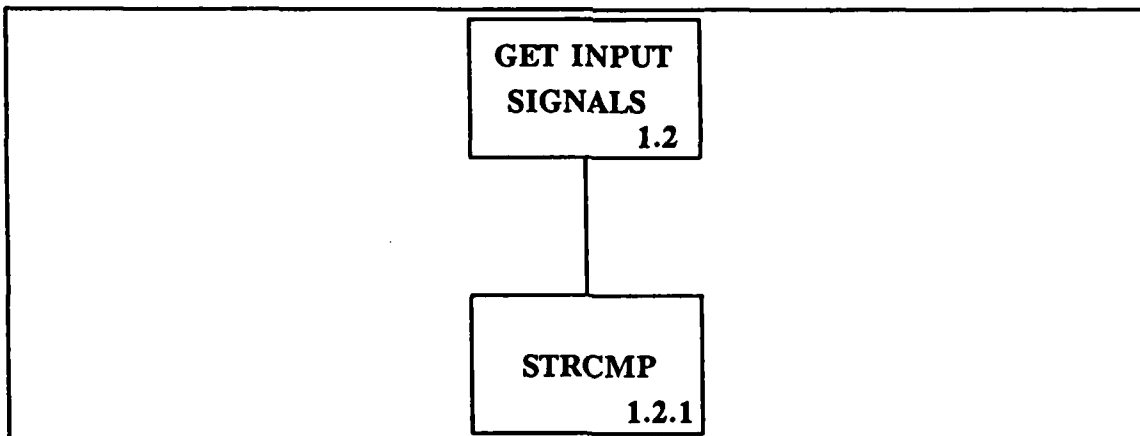 GET INPUT
SIGNALS
1.2
STRCMP
1.2.1